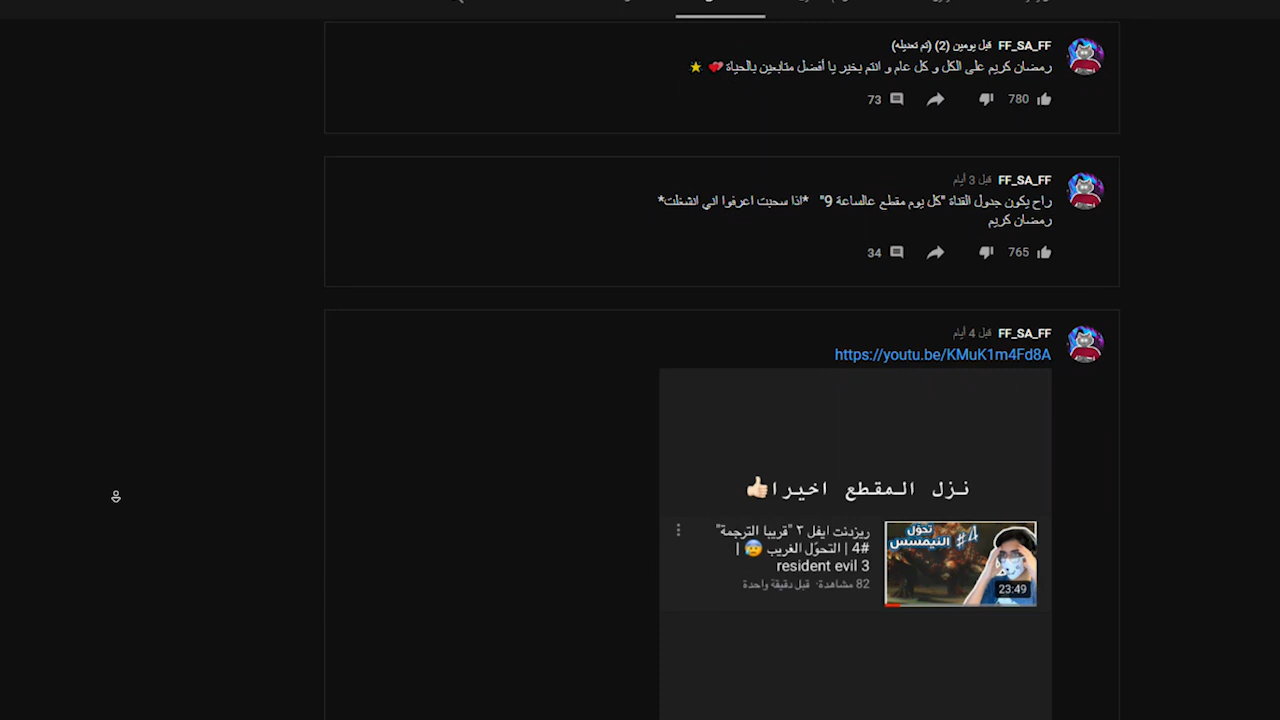 FF_SA_FF قبل يومين (2) (تم تعديله)
رمضان كريم على الكل و كل عام و انتم بخير يا أفضل متابعين بالحياة 💕 ⭐
780 73
FF_SA_FF قبل 3 أيام
راح يكون جدول القناة "كل يوم مقطع عالساعة 9" *اذا سحبت اعرفوا اني انشغلت*
رمضان كريم
765 34
FF_SA_FF قبل 4 أيام
https://youtu.be/KMuK1m4Fd8A
نزل المقطع اخيرا👍🏻
تحوّل
النيمسس
#4
23:49
ريزدنت ايفل ٣ "قريبا الترجمة"
#4 | التحوّل الغريب 😰 |
resident evil 3
82 مشاهدة · قبل دقيقة واحدة